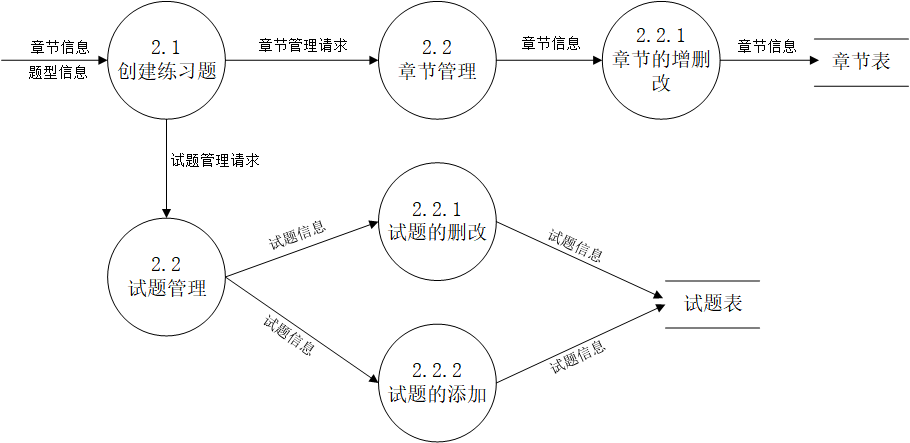 章节信息
题型信息
2.1
创建练习题
章节管理请求
2.2
章节管理
章节信息
2.2.1
章节的增删
改
章节信息
章节表
试题管理请求
2.2
试题管理
试题信息
2.2.1
试题的删改
试题信息
试题信息
2.2.2
试题的添加
试题信息
试题表